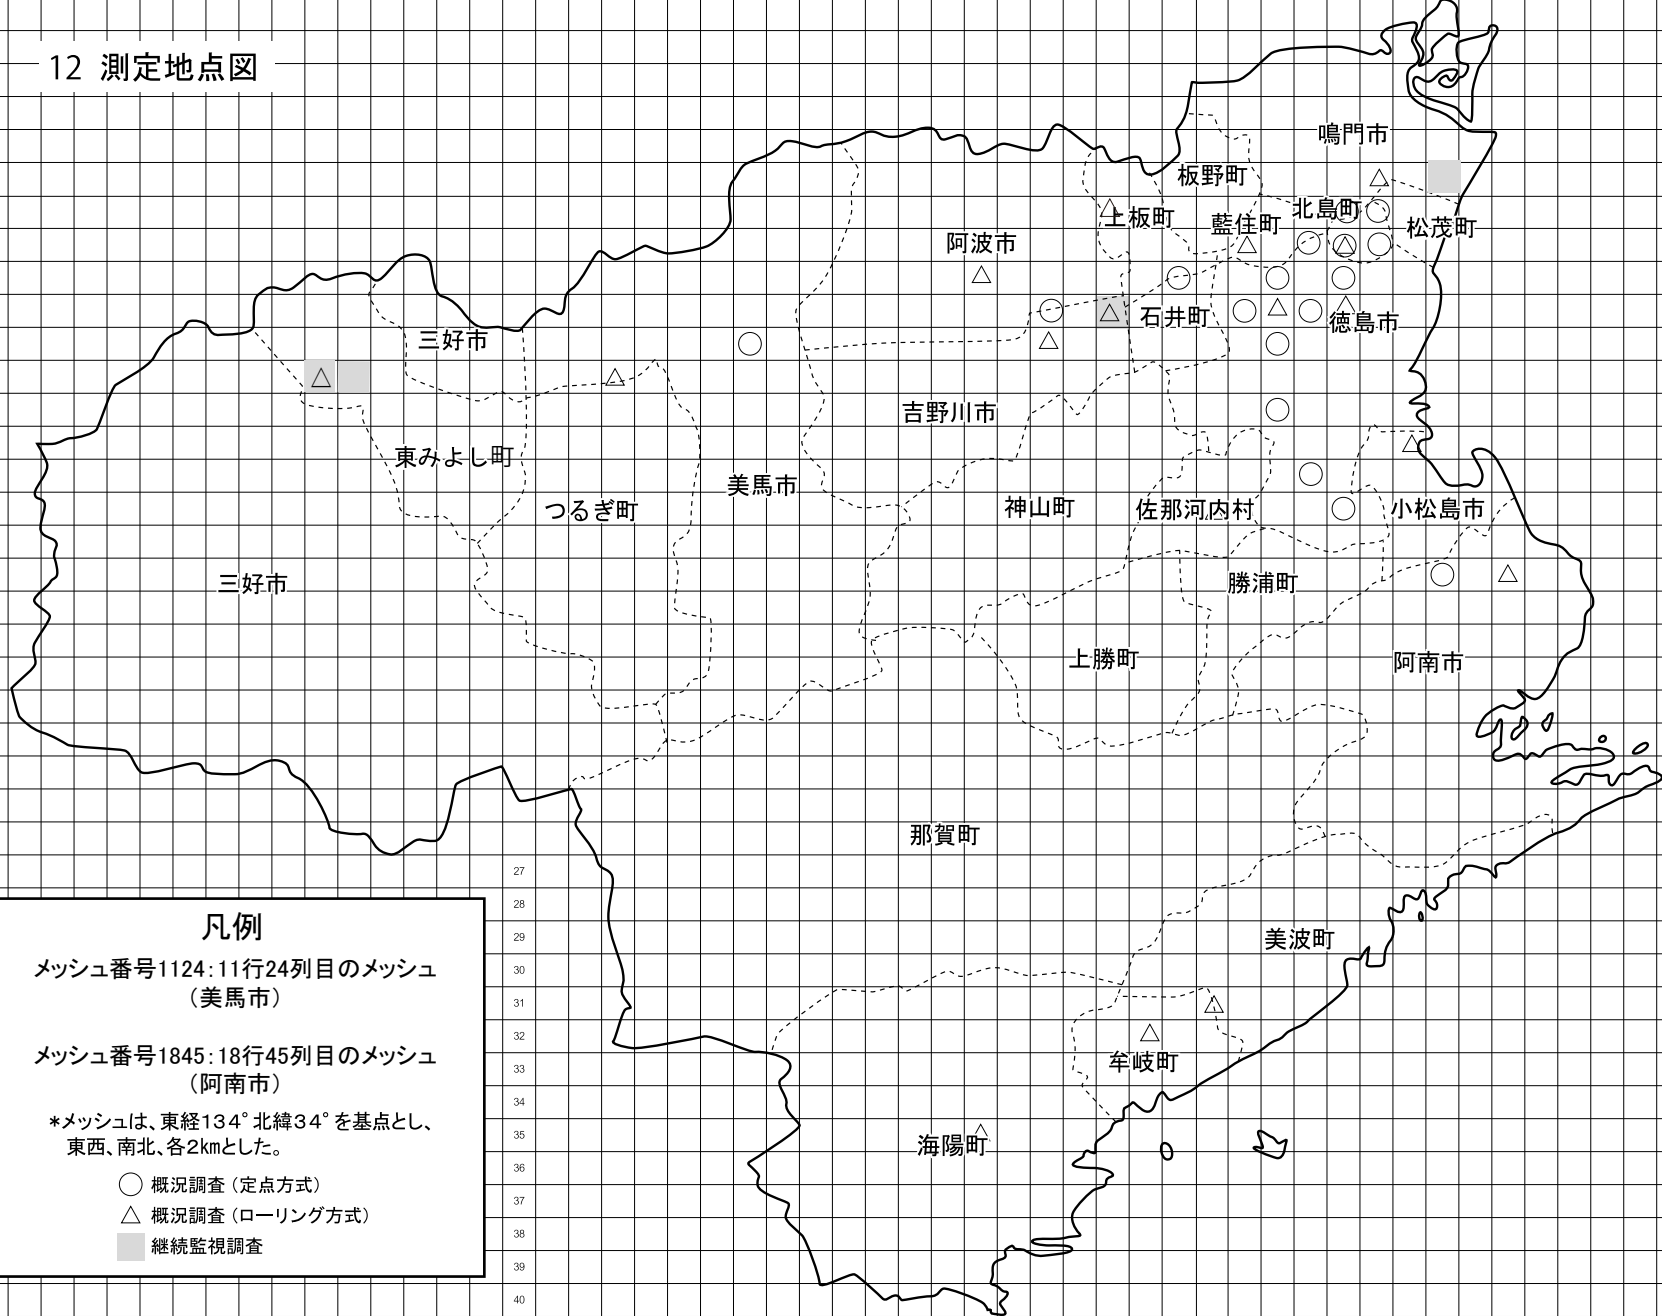 12 測定地点図
鳴門市
板野町
北島町
上板町
藍住町
松茂町
阿波市
石井町
徳島市
三好市
吉野川市
東みよし町
美馬市
つるぎ町
神山町
佐那河内村
小松島市
三好市
勝浦町
上勝町
阿南市
那賀町
美波町
牟岐町
海陽町
27
28
29
30
31
32
33
34
35
36
37
38
39
40
凡例
メッシュ番号1124:11行24列目のメッシュ
（美馬市）
メッシュ番号1845:18行45列目のメッシュ
（阿南市）
*メッシュは、東経134°北緯34°を基点とし、
東西、南北、各2kmとした。
○ 概況調査（定点方式）
△ 概況調査（ローリング方式）
継続監視調査